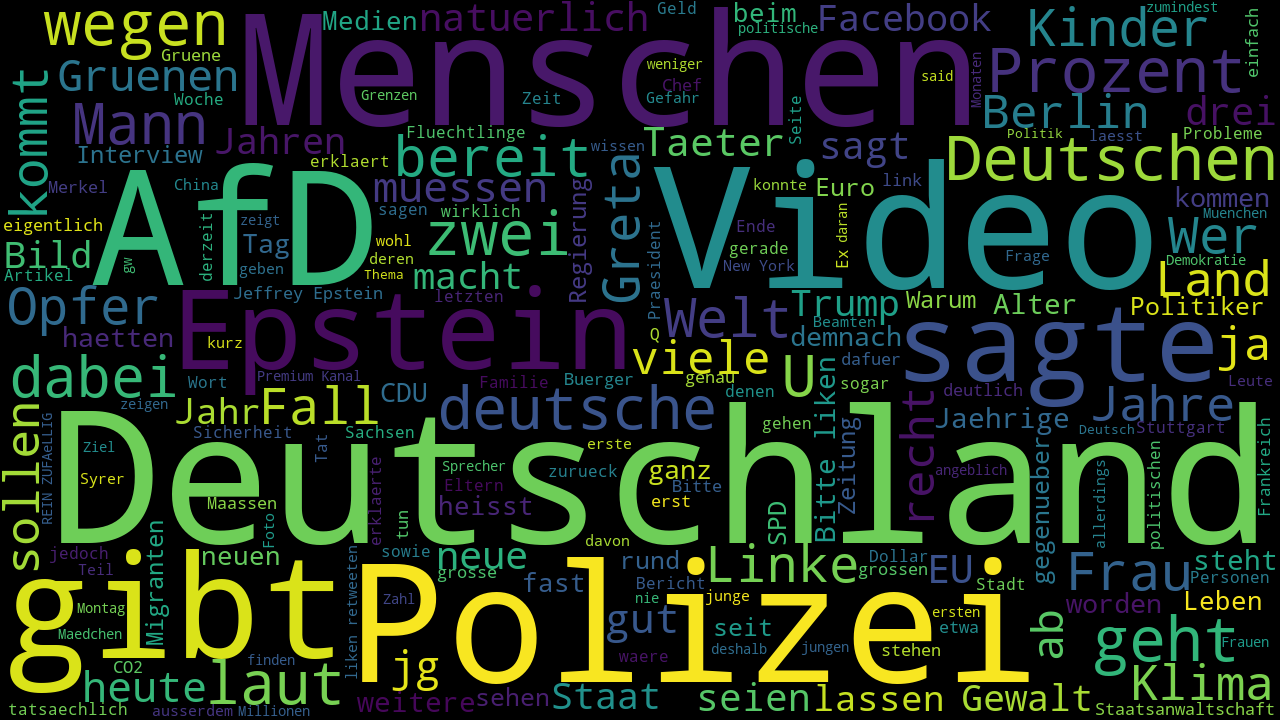 wegen
Medien
natuerlich
Geld
beim
politische
Facebook
Kinder
zumindest
einfach
Gruene
Gruenen
Menschen
weniger
said
Monaten
Prozent
Woche
Grenzen
Zeit
Chef
Gefahr
Seite
Berlin
drei
kommt
Mann
Jahren
Fluechtlinge
wissen
Taeter
sagt
Politik
laesst
Probleme
Interview
erklaert
bereit
Deutschen
Merkel
China
muessen
Greta
konnte
Euro
link
kommen
AfD
Video
eigentlich
derzeit
zeigt
sagen
wirklich
zwei
Regierung
Ende
Ex
daran
Wer
Muenchen
Bild
Tag
wohl
deren
gerade
Frage
Demokratie
Artikel
gw
geben
Thema
macht
New York
Land
Opfer
Jeffrey Epstein
letzten
Praesident
Trump
Warum
Alter
Politiker
Epstein
haetten
kurz
Q
Welt
Beamten
demnach
sagte
ja
dabei
viele
dafuer
Wort
Premium Kanal
Familie
Buerger
genau
denen
U
sogar
deutlich
Leute
CDU
zeigen
Jahr
Fall
deutsche
gehen
Bitte liken
recht
Jaehrige
Jahre
sollen
REIN ZUFAeLLIG
Sicherheit
Tat
Sachsen
erste
Zeitung
Deutsch
Stuttgart
Frankreich
Deutschland
Ziel
Syrer
erklaerte
Sprecher
Eltern
zurueck
ganz
Bitte
angeblich
gegenueber
allerdings
politischen
Maassen
heisst
erst
Foto
tun
SPD
Migranten
jedoch
Teil
neuen
liken retweeten
sowie
neue
davon
rund
Linke
Dollar
EU
Frau
steht
grosse
fast
Bericht
grossen
Stadt
Personen
gibt
Polizei
Zahl
nie
junge
worden
Leben
Montag
Maedchen
gut
seit
ersten
etwa
ab
geht
Frauen
CO2
finden
jg
waere
deshalb
jungen
stehen
heute
laut
Klima
tatsaechlich
ausserdem
Millionen
weitere
sehen
Staat
seien
lassen
Gewalt
Staatsanwaltschaft